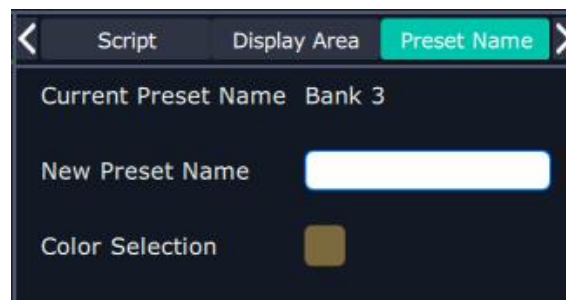 Script Display Area Preset Name
Current Preset Name Bank 3
New Preset Name
Color Selection